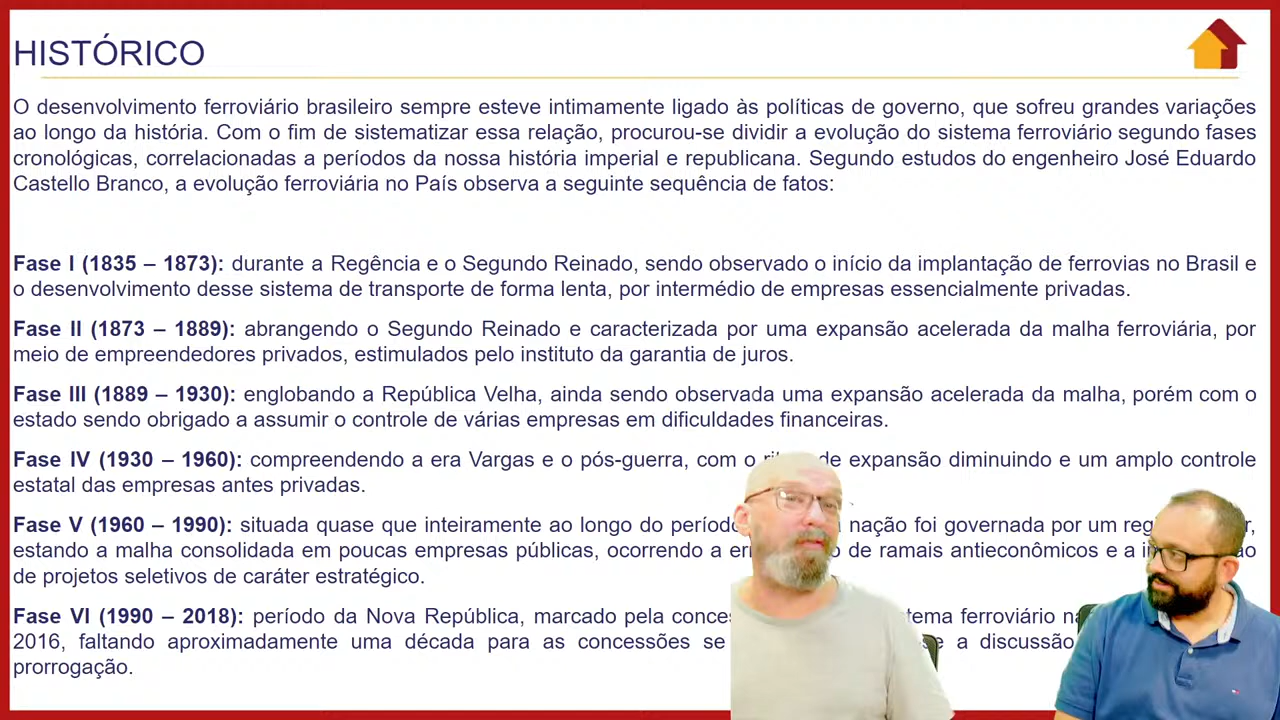 HISTÓRICO
O desenvolvimento ferroviário brasileiro sempre esteve intimamente ligado às políticas de governo, que sofreu grandes variações
ao longo da história. Com o fim de sistematizar essa relação, procurou-se dividir a evolução do sistema ferroviário segundo fases
cronológicas, correlacionadas a períodos da nossa história imperial e republicana. Segundo estudos do engenheiro José Eduardo
Castello Branco, a evolução ferroviária no País observa a seguinte sequência de fatos:
Fase I (1835 – 1873): durante a Regência e o Segundo Reinado, sendo observado o início da implantação de ferrovias no Brasil e
o desenvolvimento desse sistema de transporte de forma lenta, por intermédio de empresas essencialmente privadas.
Fase II (1873 – 1889): abrangendo o Segundo Reinado e caracterizada por uma expansão acelerada da malha ferroviária, por
meio de empreendedores privados, estimulados pelo instituto da garantia de juros.
Fase III (1889 – 1930): englobando a República Velha, ainda sendo observada uma expansão acelerada da malha, porém com o
estado sendo obrigado a assumir o controle de várias empresas em dificuldades financeiras.
Fase IV (1930 – 1960): compreendendo a era Vargas e o pós-guerra, com o de expansão diminuindo e um amplo controle
estatal das empresas antes privadas.
Fase V (1960 – 1990): situada quase que inteiramente ao longo do nação foi governada por um
estando a malha consolidada em poucas empresas públicas, ocorrendo a de ramais antieconômicos e a
de projetos seletivos de caráter estratégico.
Fase VI (1990 – 2018): período da Nova República, marcado pela ferroviário
2016, faltando aproximadamente uma década para as concessões se a discussão
prorrogação.